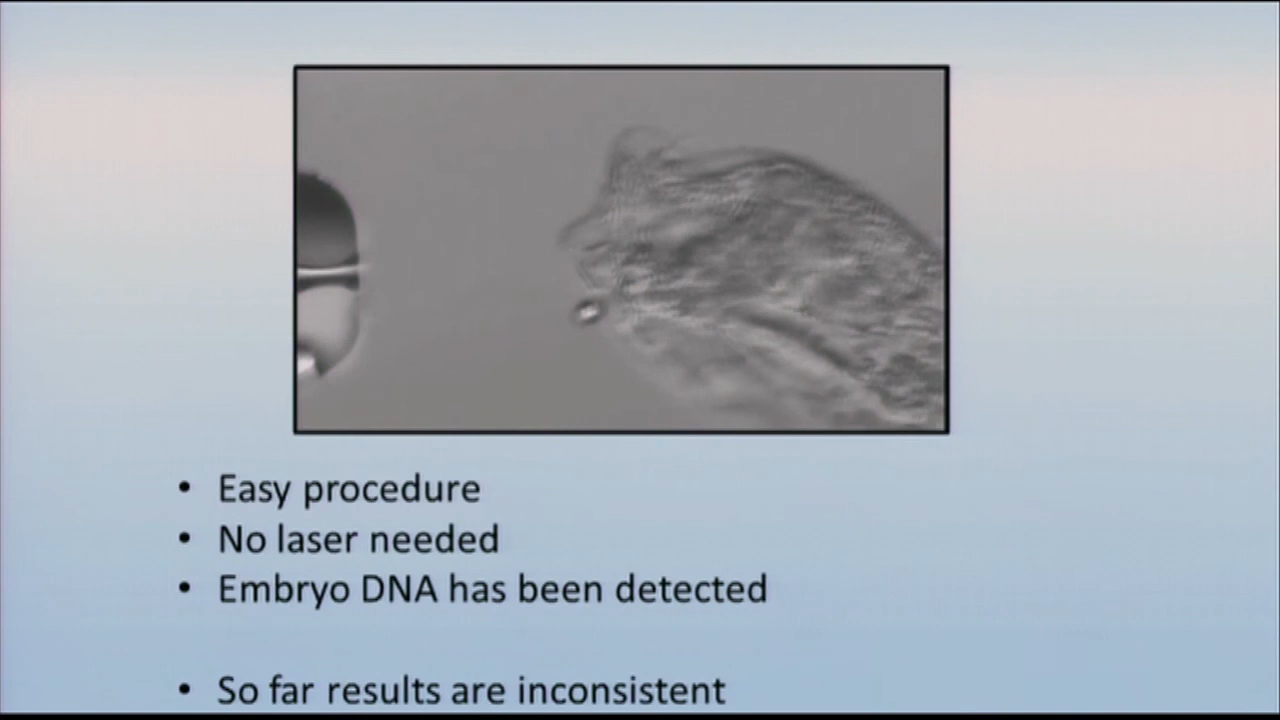 • Easy procedure
• No laser needed
• Embryo DNA has been detected
• So far results are inconsistent